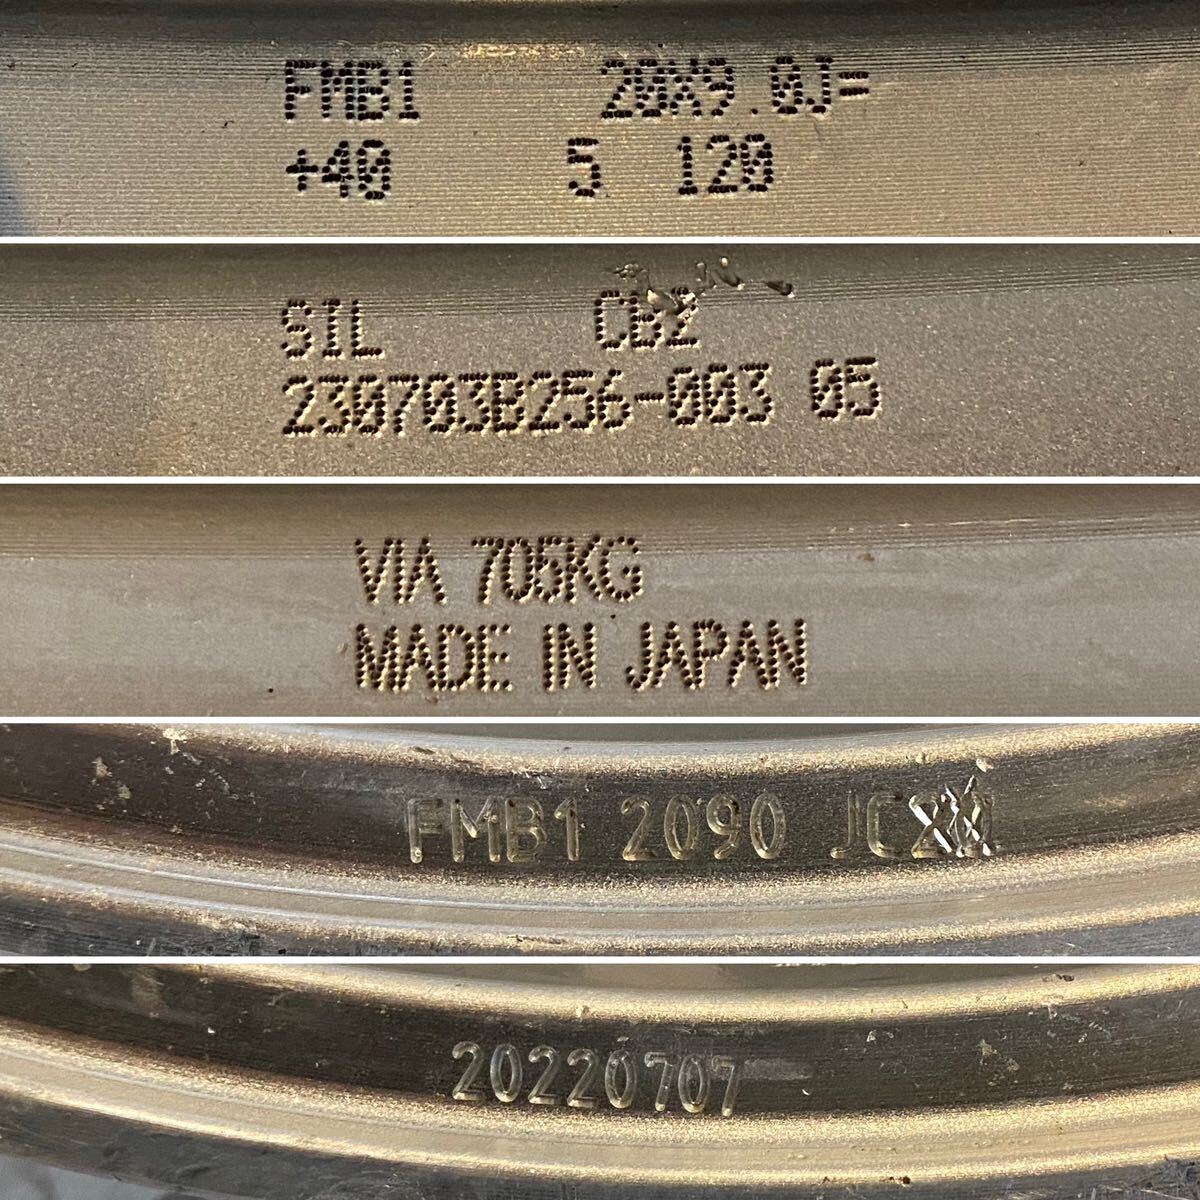 FMB1 20X9.0J=
+40 5 120
SIL CB2
230703B256-003 05
VIA 705KG
MADE IN JAPAN
FMB1 2090
20220707